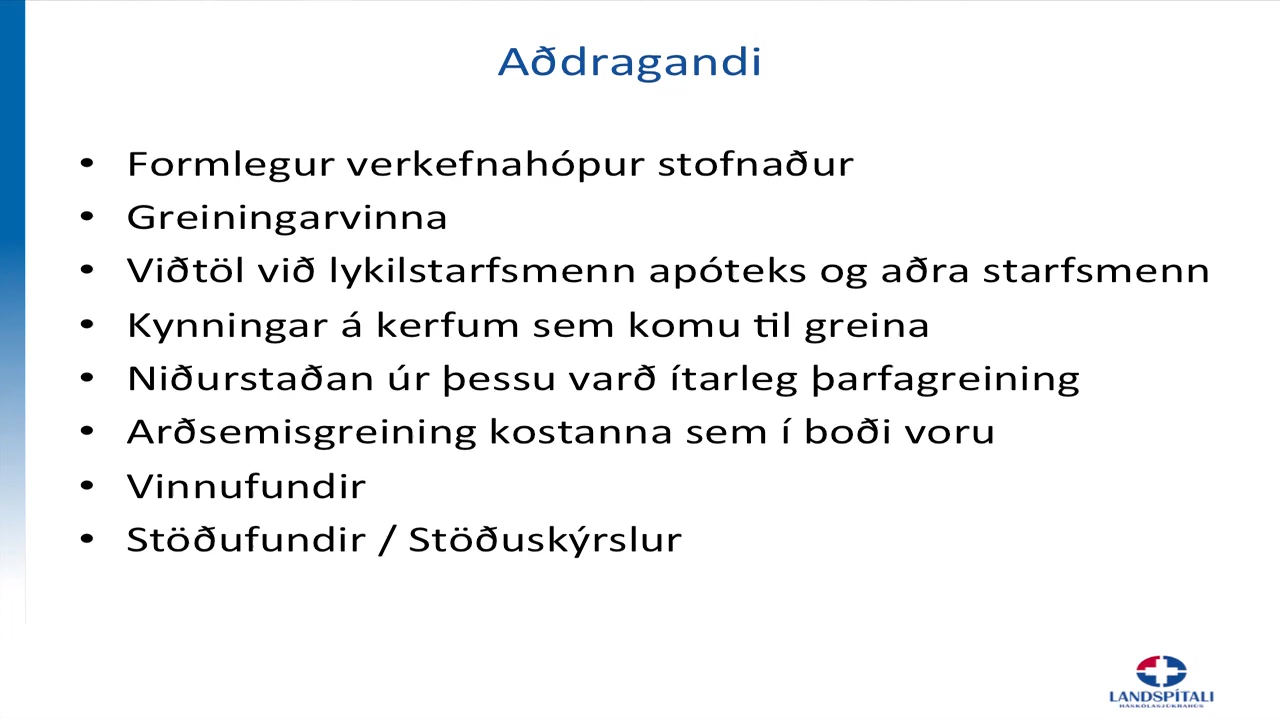 Aðdragandi
• Formlegur verkefnahópur stofnaður
• Greiningarvinna
• Viðtöl við lykilstarfsmenn apóteks og aðra starfsmenn
• Kynningar á kerfum sem komu til greina
• Niðurstaðan úr þessu varð ítarleg þarfagreining
• Arðsemisgreining kostanna sem í boði voru
• Vinnufundir
• Stöðufundir / Stöðuskýrslur
LANDSPÍTALI
HÁSKÓLASJÚKRAHÚS